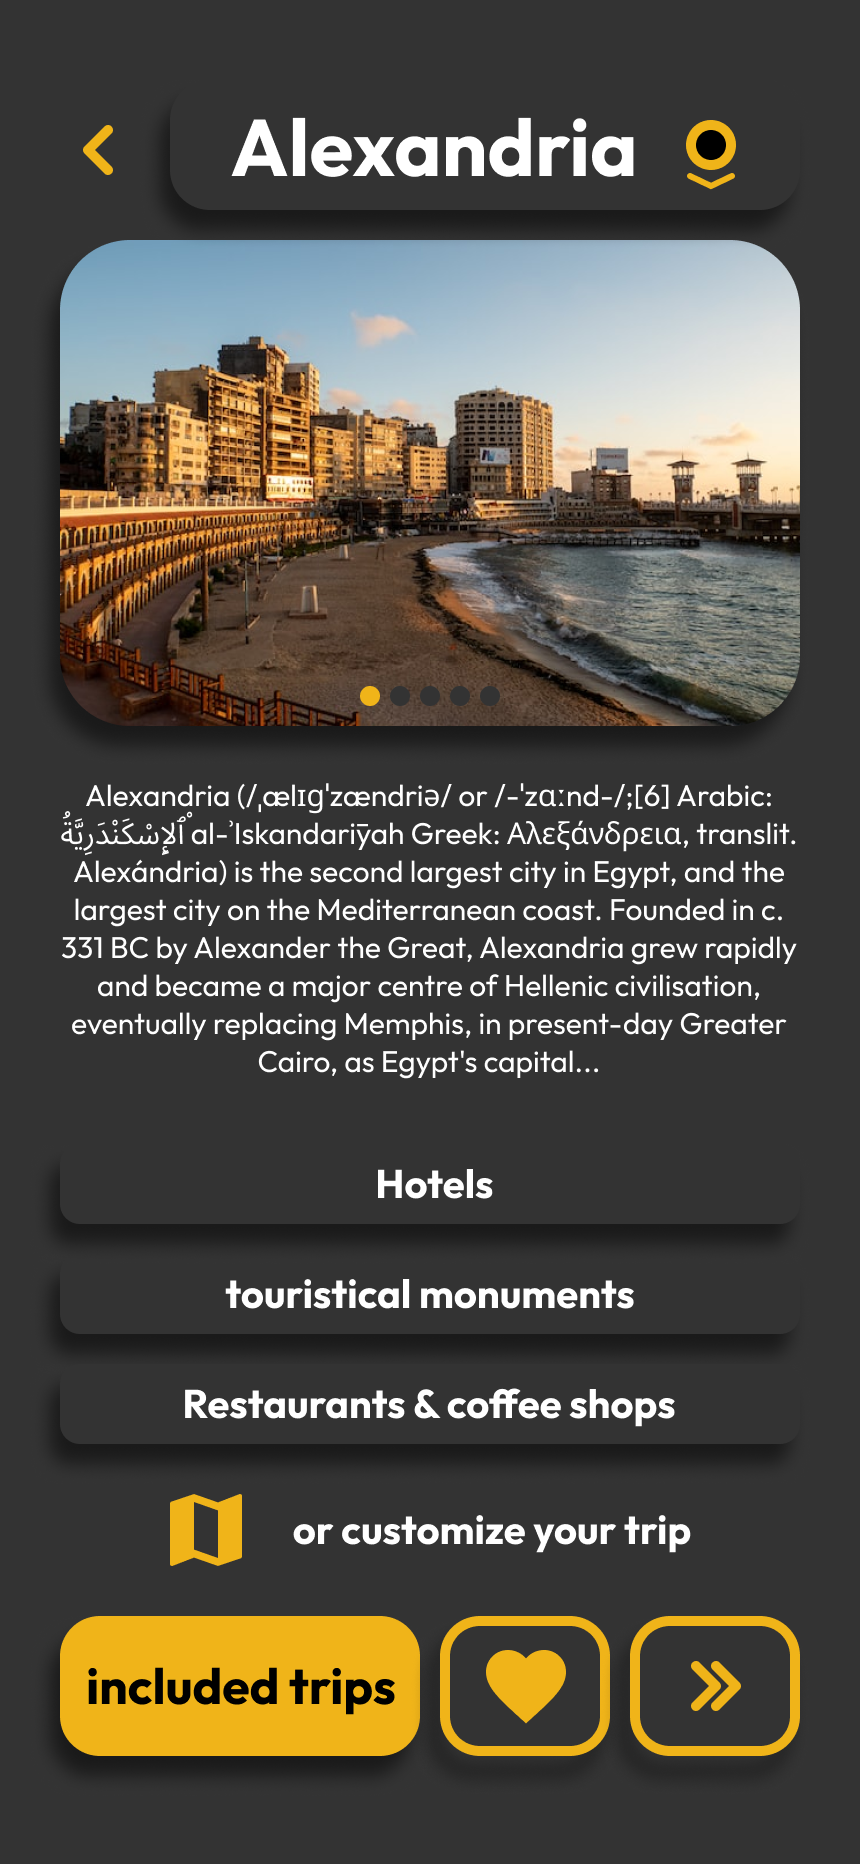 Alexandria
Alexandria (/ˌælɪɡˈzændriə/ or /-ˈzɑːnd-/;[6] Arabic:
ٱلْإِسْكَنْدَرِيَّةُ al-ʾIskandariȳah Greek: Αλεξάνδρεια, translit.
Alexándria) is the second largest city in Egypt, and the
largest city on the Mediterranean coast. Founded in c.
331 BC by Alexander the Great, Alexandria grew rapidly
and became a major centre of Hellenic civilisation,
eventually replacing Memphis, in present-day Greater
Cairo, as Egypt's capital...
Hotels
touristical monuments
Restaurants & coffee shops
or customize your trip
included trips